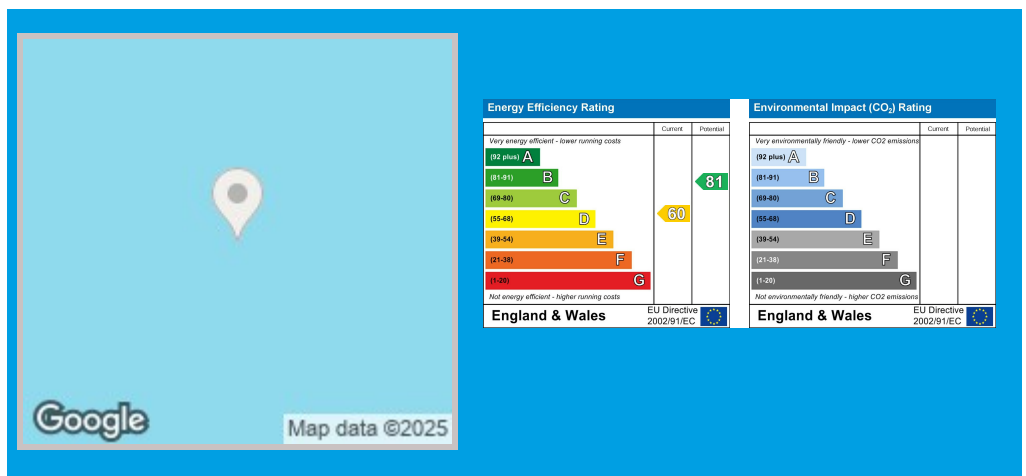 Google
Map data ©2025
Energy Efficiency Rating
Current Potential
Very energy efficient - lower running costs
(92 plus) A
(81-91) B
81
(69-80) C
(55-68) D
60
(39-54) E
(21-38) F
(1-20) G
Not energy efficient - higher running costs
England & Wales
EU Directive
2002/91/EC
Environmental Impact (CO₂) Rating
Current Potential
Very environmentally friendly - lower CO2 emissions
(92 plus) A
(81-91) B
(69-80) C
(55-68) D
(39-54) E
(21-38) F
(1-20) G
Not environmentally friendly - higher CO2 emissions
England & Wales
EU Directive
2002/91/EC